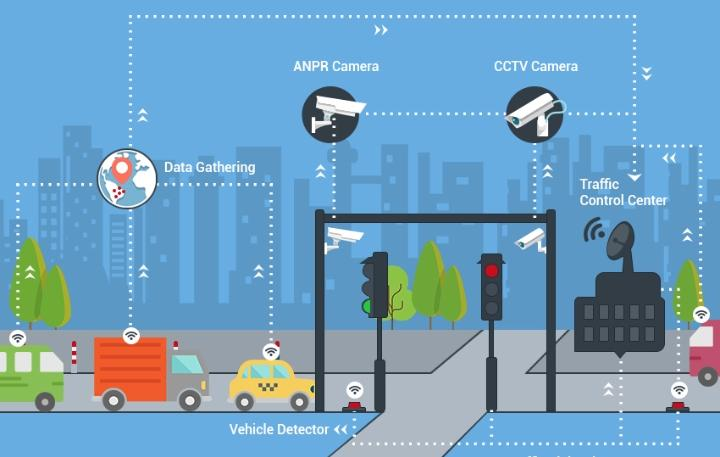 ANPR Camera
CCTV Camera
Data Gathering
Traffic
Control Center
Vehicle Detector